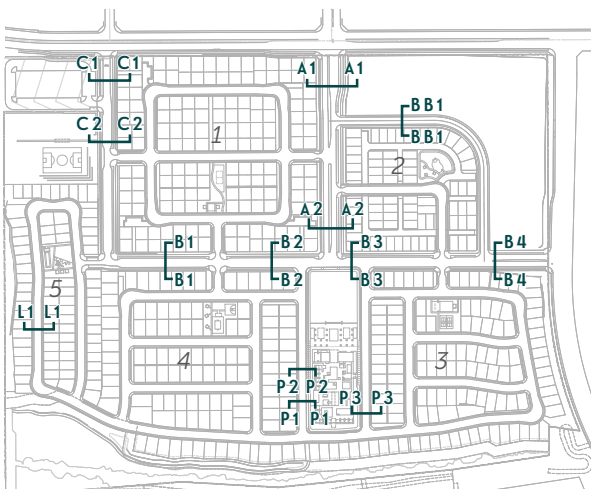 C1 C1
A1 A1
BB1
BB1
C2 C2
1
2
A2 A2
B1 B2 B3 B4
B1 B2 B3 B4
5
L1 L1
4
3
P2 P2
P3 P3
P1 P1